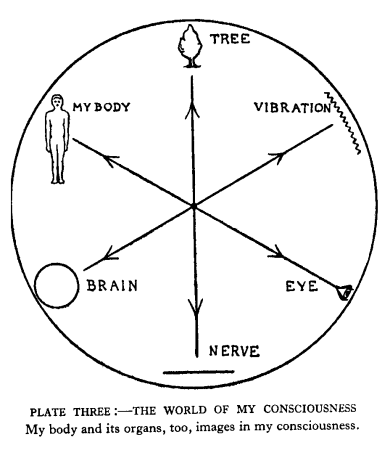 TREE
MY BODY
VIBRATION
BRAIN
EYE
NERVE
PLATE THREE:—THE WORLD OF MY CONSCIOUSNESS
My body and its organs, too, images in my consciousness.